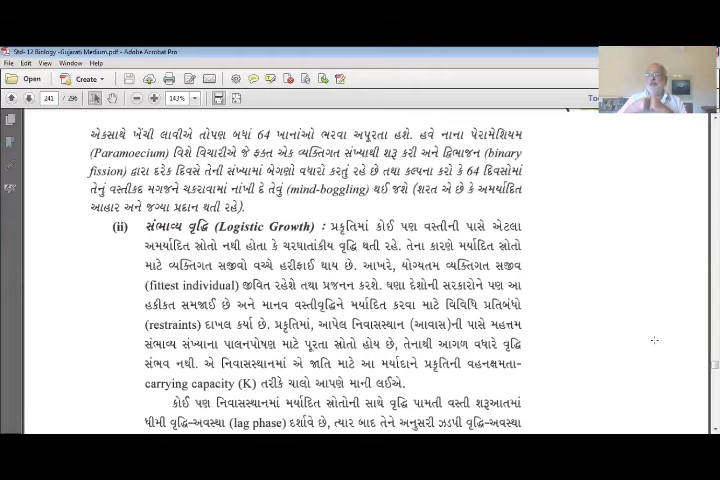 Std- 12 Biology -Gujarati Medium.pdf - Adobe Acrobat Pro
File Edit View Window Help
Open Create
241 / 296 143%
એકસાથે ખેંચી લાવીએ તોપણ બધાં 64 ખાનાંઓ ભરવા અપૂરતા હશે. હવે નાના પેરામેશિયમ
(Paramoecium) વિશે વિચારીએ જે ફક્ત એક વ્યક્તિગત સંખ્યાથી શરૂ કરી અને દ્વિભાજન (binary
fission) દ્વારા દરેક દિવસે તેની સંખ્યામાં બેગણો વધારો કરતું રહે છે તથા કલ્પના કરો કે 64 દિવસોમાં
તેનું વસ્તીકદ મગજને ચકરાવામાં નાંખી દે તેવું (mind-boggling) થઈ જશે (શરત એ છે કે અમર્યાદિત
આહાર અને જગ્યા પ્રદાન થતી રહે).
(ii) સંભાવ્ય વૃદ્ધિ (Logistic Growth) : પ્રકૃતિમાં કોઈ પણ વસ્તીની પાસે એટલા
અમર્યાદિત સ્રોતો નથી હોતા કે ચરઘાતાંકીય વૃદ્ધિ થતી રહે. તેના કારણે મર્યાદિત સ્રોતો
માટે વ્યક્તિગત સજીવો વચ્ચે હરીફાઈ થાય છે. આખરે, યોગ્યતમ વ્યક્તિગત સજીવ
(fittest individual) જીવિત રહેશે તથા પ્રજનન કરશે. ઘણા દેશોની સરકારોને પણ આ
હકીકત સમજાઈ છે અને માનવ વસ્તીવૃદ્ધિને મર્યાદિત કરવા માટે વિવિધિ પ્રતિબંધો
(restraints) દાખલ કર્યા છે. પ્રકૃતિમાં, આપેલ નિવાસસ્થાન (આવાસ)ની પાસે મહત્તમ
સંભાવ્ય સંખ્યાના પાલનપોષણ માટે પૂરતા સ્રોતો હોય છે, તેનાથી આગળ વધારે વૃદ્ધિ
સંભવ નથી. એ નિવાસસ્થાનમાં એ જાતિ માટે આ મર્યાદાને પ્રકૃતિની વહનક્ષમતા-
carrying capacity (K) તરીકે ચાલો આપણે માની લઈએ.
કોઈ પણ નિવાસસ્થાનમાં મર્યાદિત સ્રોતોની સાથે વૃદ્ધિ પામતી વસ્તી શરૂઆતમાં
ધીમી વૃદ્ધિ-અવસ્થા (lag phase) દર્શાવે છે, ત્યાર બાદ તેને અનુસરી ઝડપી વૃદ્ધિ-અવસ્થા